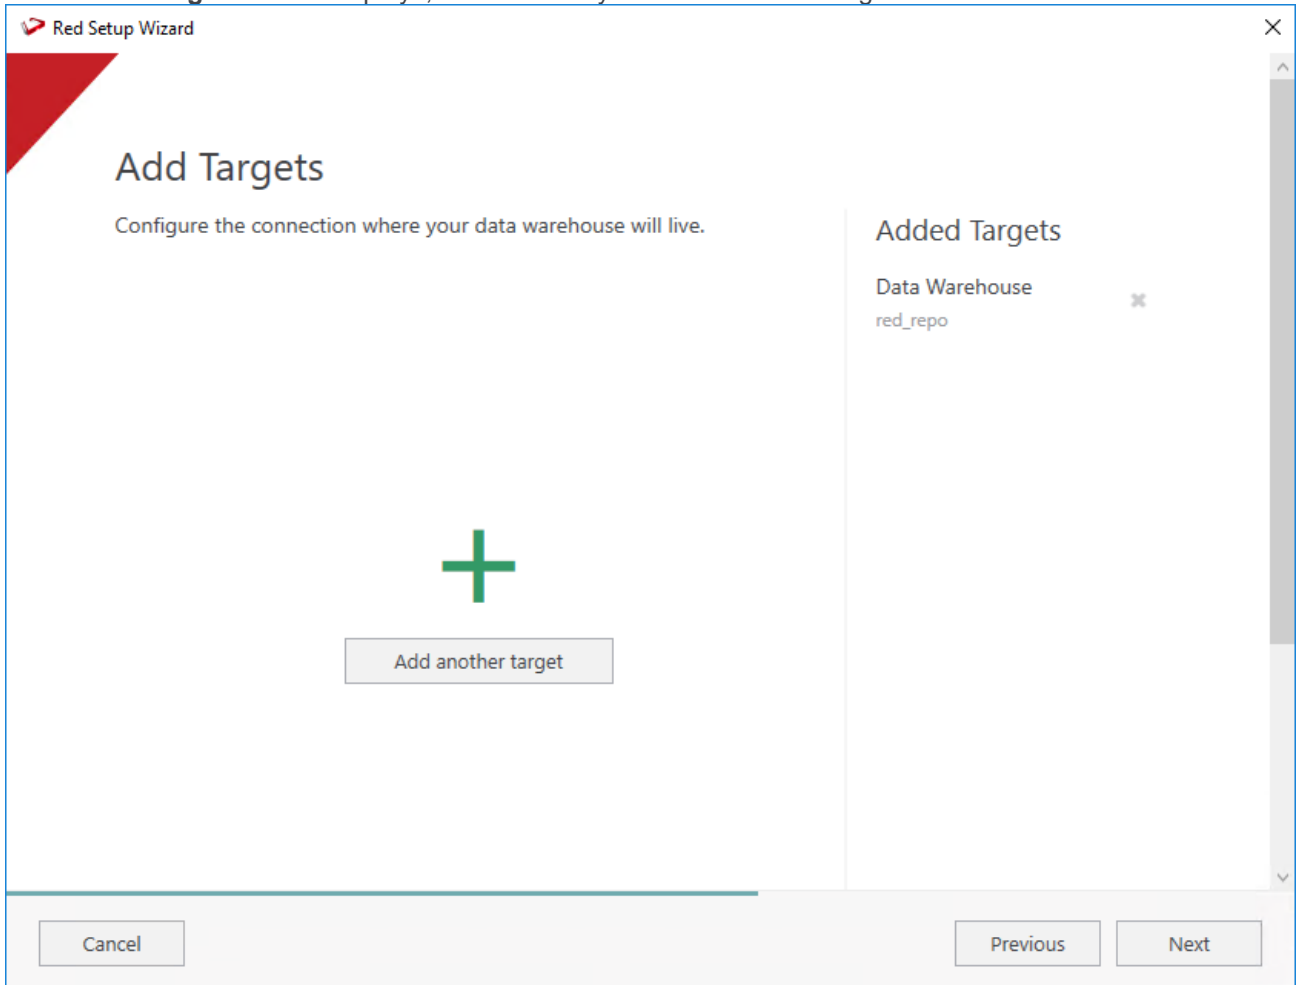 Red Setup Wizard
Add Targets
Configure the connection where your data warehouse will live.
Added Targets
Data Warehouse
red_repo
Add another target
Cancel
Previous
Next